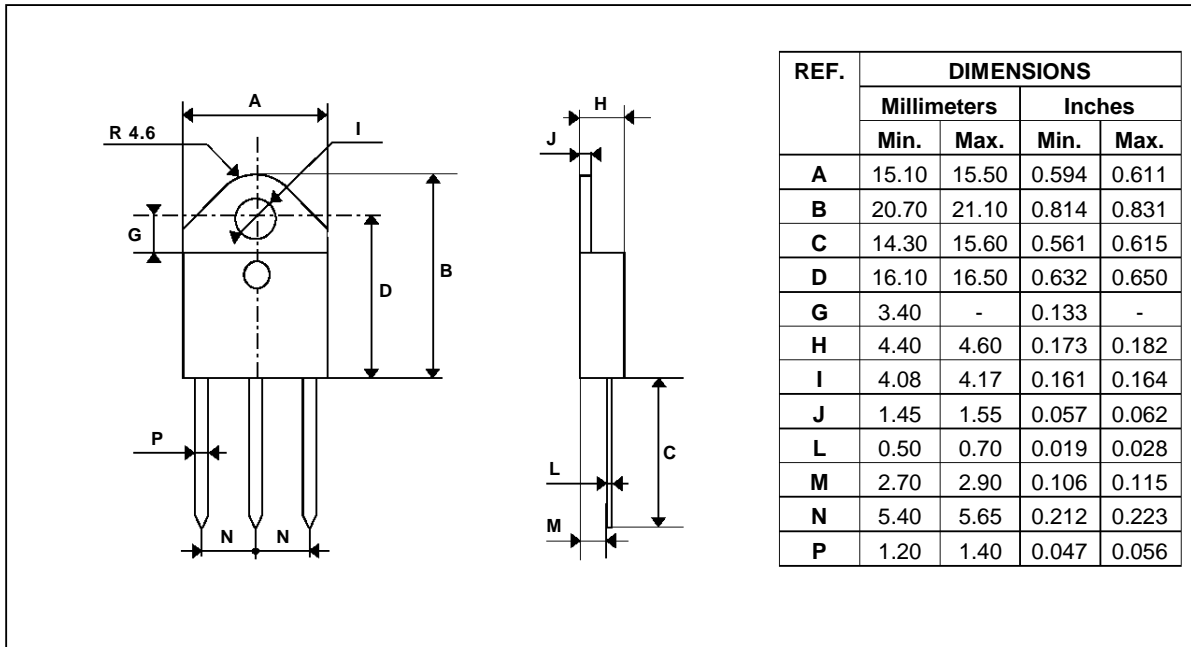 A
R 4.6
I
G
B
D
P
N N
H
J
C
L
M
REF. DIMENSIONS
Millimeters Inches
Min. Max. Min. Max.
A 15.10 15.50 0.594 0.611
B 20.70 21.10 0.814 0.831
C 14.30 15.60 0.561 0.615
D 16.10 16.50 0.632 0.650
G 3.40 - 0.133 -
H 4.40 4.60 0.173 0.182
I 4.08 4.17 0.161 0.164
J 1.45 1.55 0.057 0.062
L 0.50 0.70 0.019 0.028
M 2.70 2.90 0.106 0.115
N 5.40 5.65 0.212 0.223
P 1.20 1.40 0.047 0.056